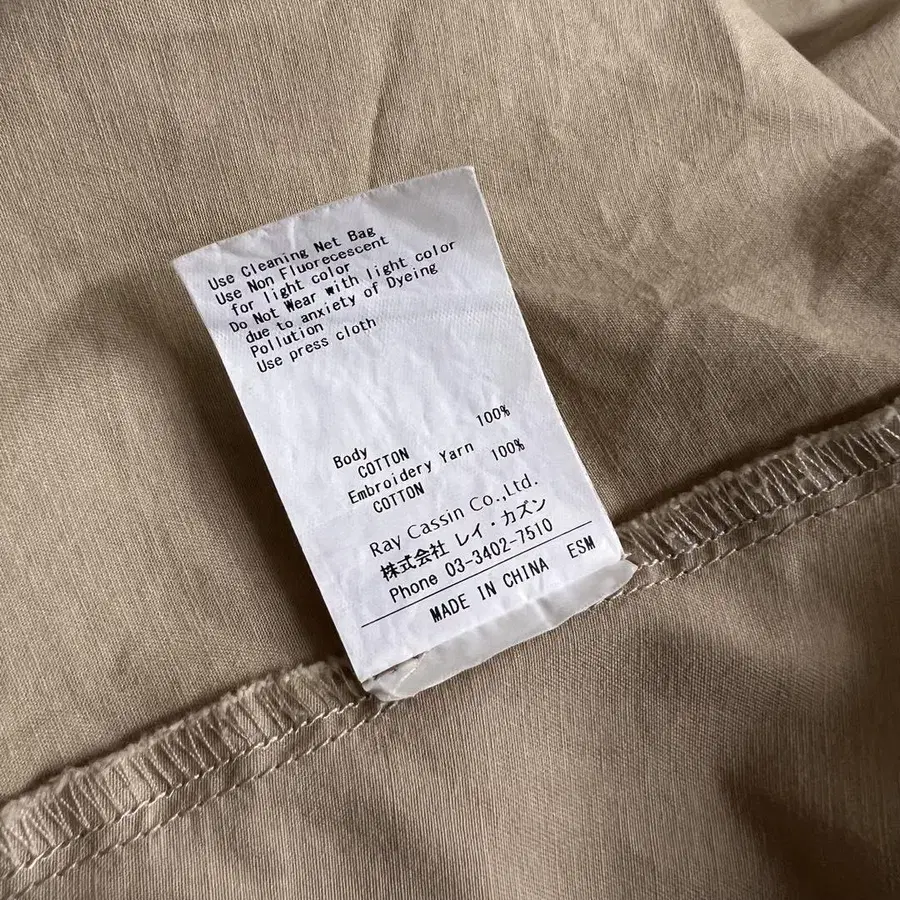 Use Cleaning Net Bag
Use Non Fluorecescent
for light color
Do Not Wear with light color
due to anxiety of Dyeing
Pollution
Use press cloth
Body
COTTON 100%
Embroidery Yarn
COTTON 100%
Ray Cassin Co.,Ltd.
株式会社 レイ・カズン
Phone 03-3402-7510
MADE IN CHINA ESM